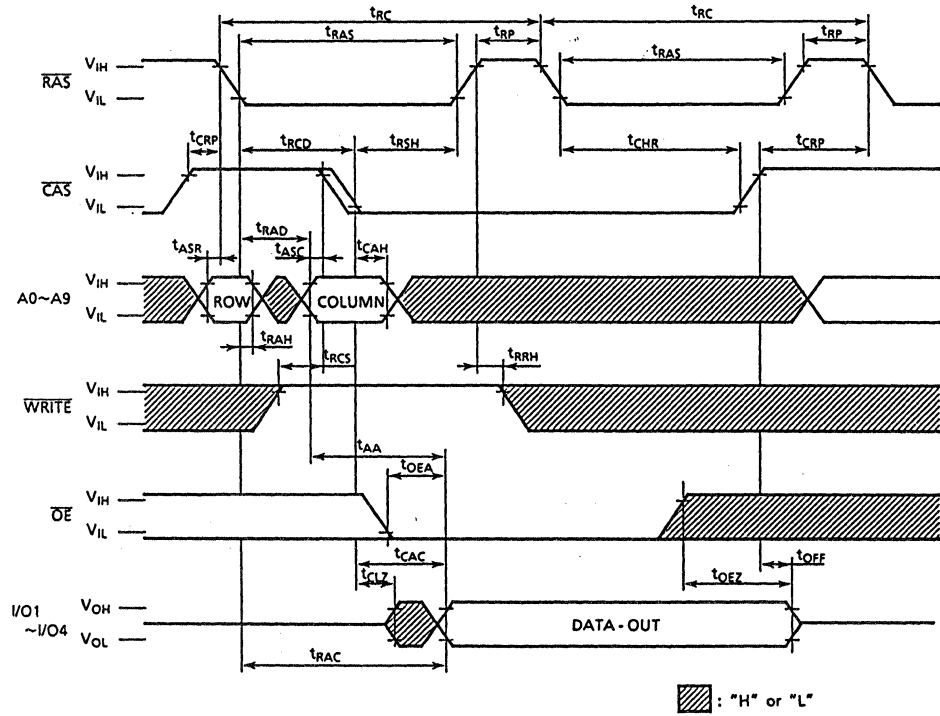 tRC tRC
tRAS tRP tRAS tRP
RAS VIH
VIL
tCRP tRCD tRSH tCHR tCRP
CAS VIH
VIL
tASR tRAD tASC tCAH
A0~A9 VIH
VIL
ROW COLUMN
tRAH tRCS tRRH
WRITE VIH
VIL
tAA
tOEA
OE VIH
VIL
tCAC tOFF
tCLZ tOEZ
I/O1
~I/O4
VOH
VOL
DATA-OUT
tRAC
: "H" or "L"